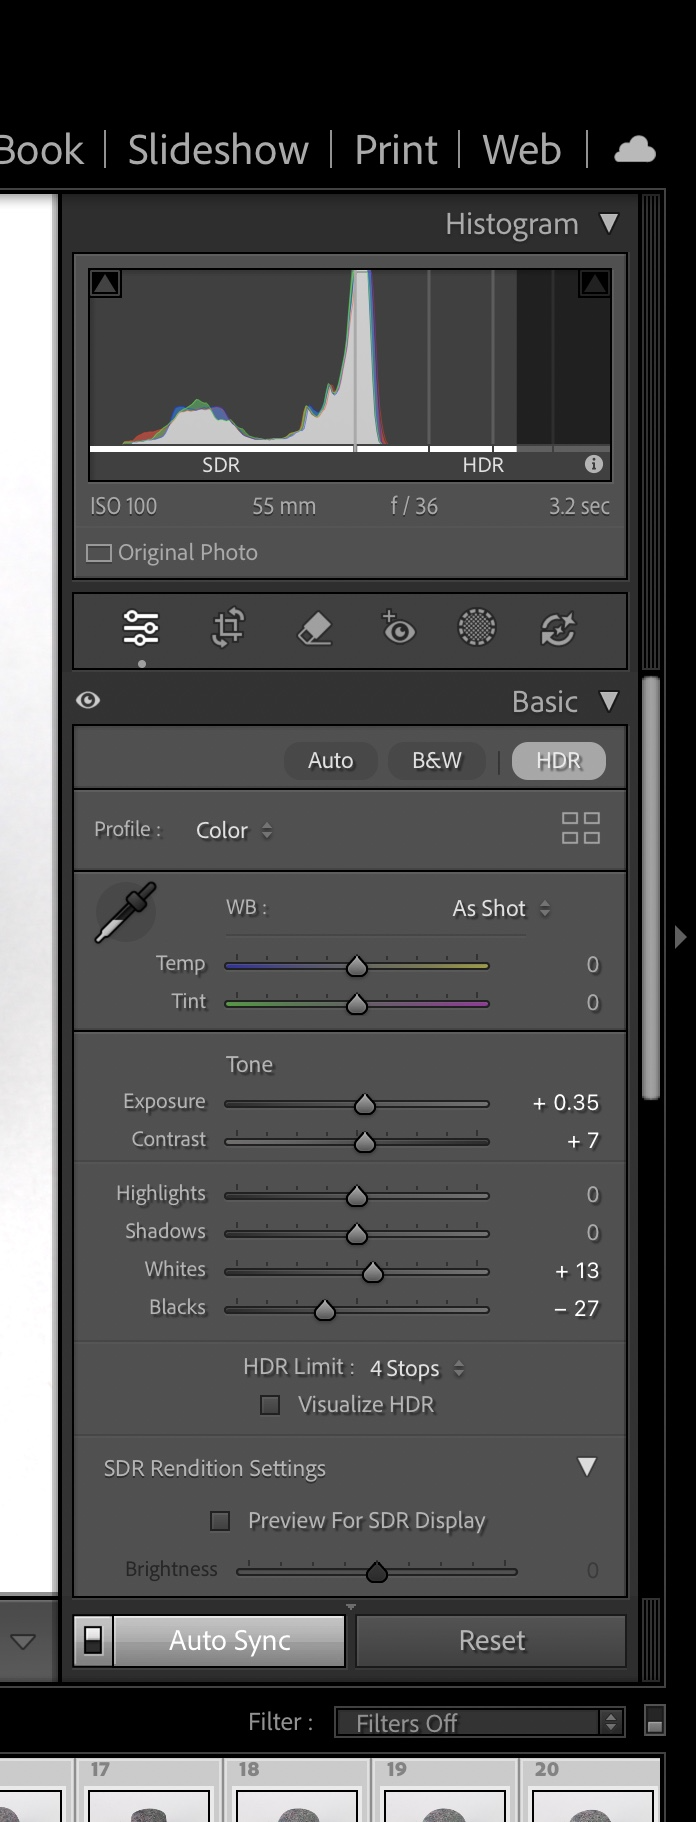 Book | Slideshow | Print | Web |
Histogram
SDR HDR
ISO 100 55 mm f / 36 3.2 sec
Original Photo
Basic
Auto B&W | HDR
Profile : Color
WB : As Shot
Temp 0
Tint 0
Tone
Exposure + 0.35
Contrast + 7
Highlights 0
Shadows 0
Whites + 13
Blacks – 27
HDR Limit : 4 Stops
Visualize HDR
SDR Rendition Settings
Preview For SDR Display
Brightness 0
Auto Sync Reset
Filter : Filters Off
17 18 19 20